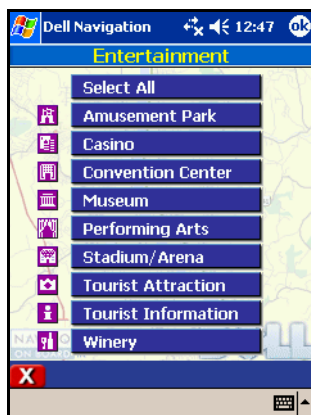 Dell Navigation 12:47 ok
Entertainment
Select All
Amusement Park
Casino
Convention Center
Museum
Performing Arts
Stadium/Arena
Tourist Attraction
Tourist Information
Winery
X